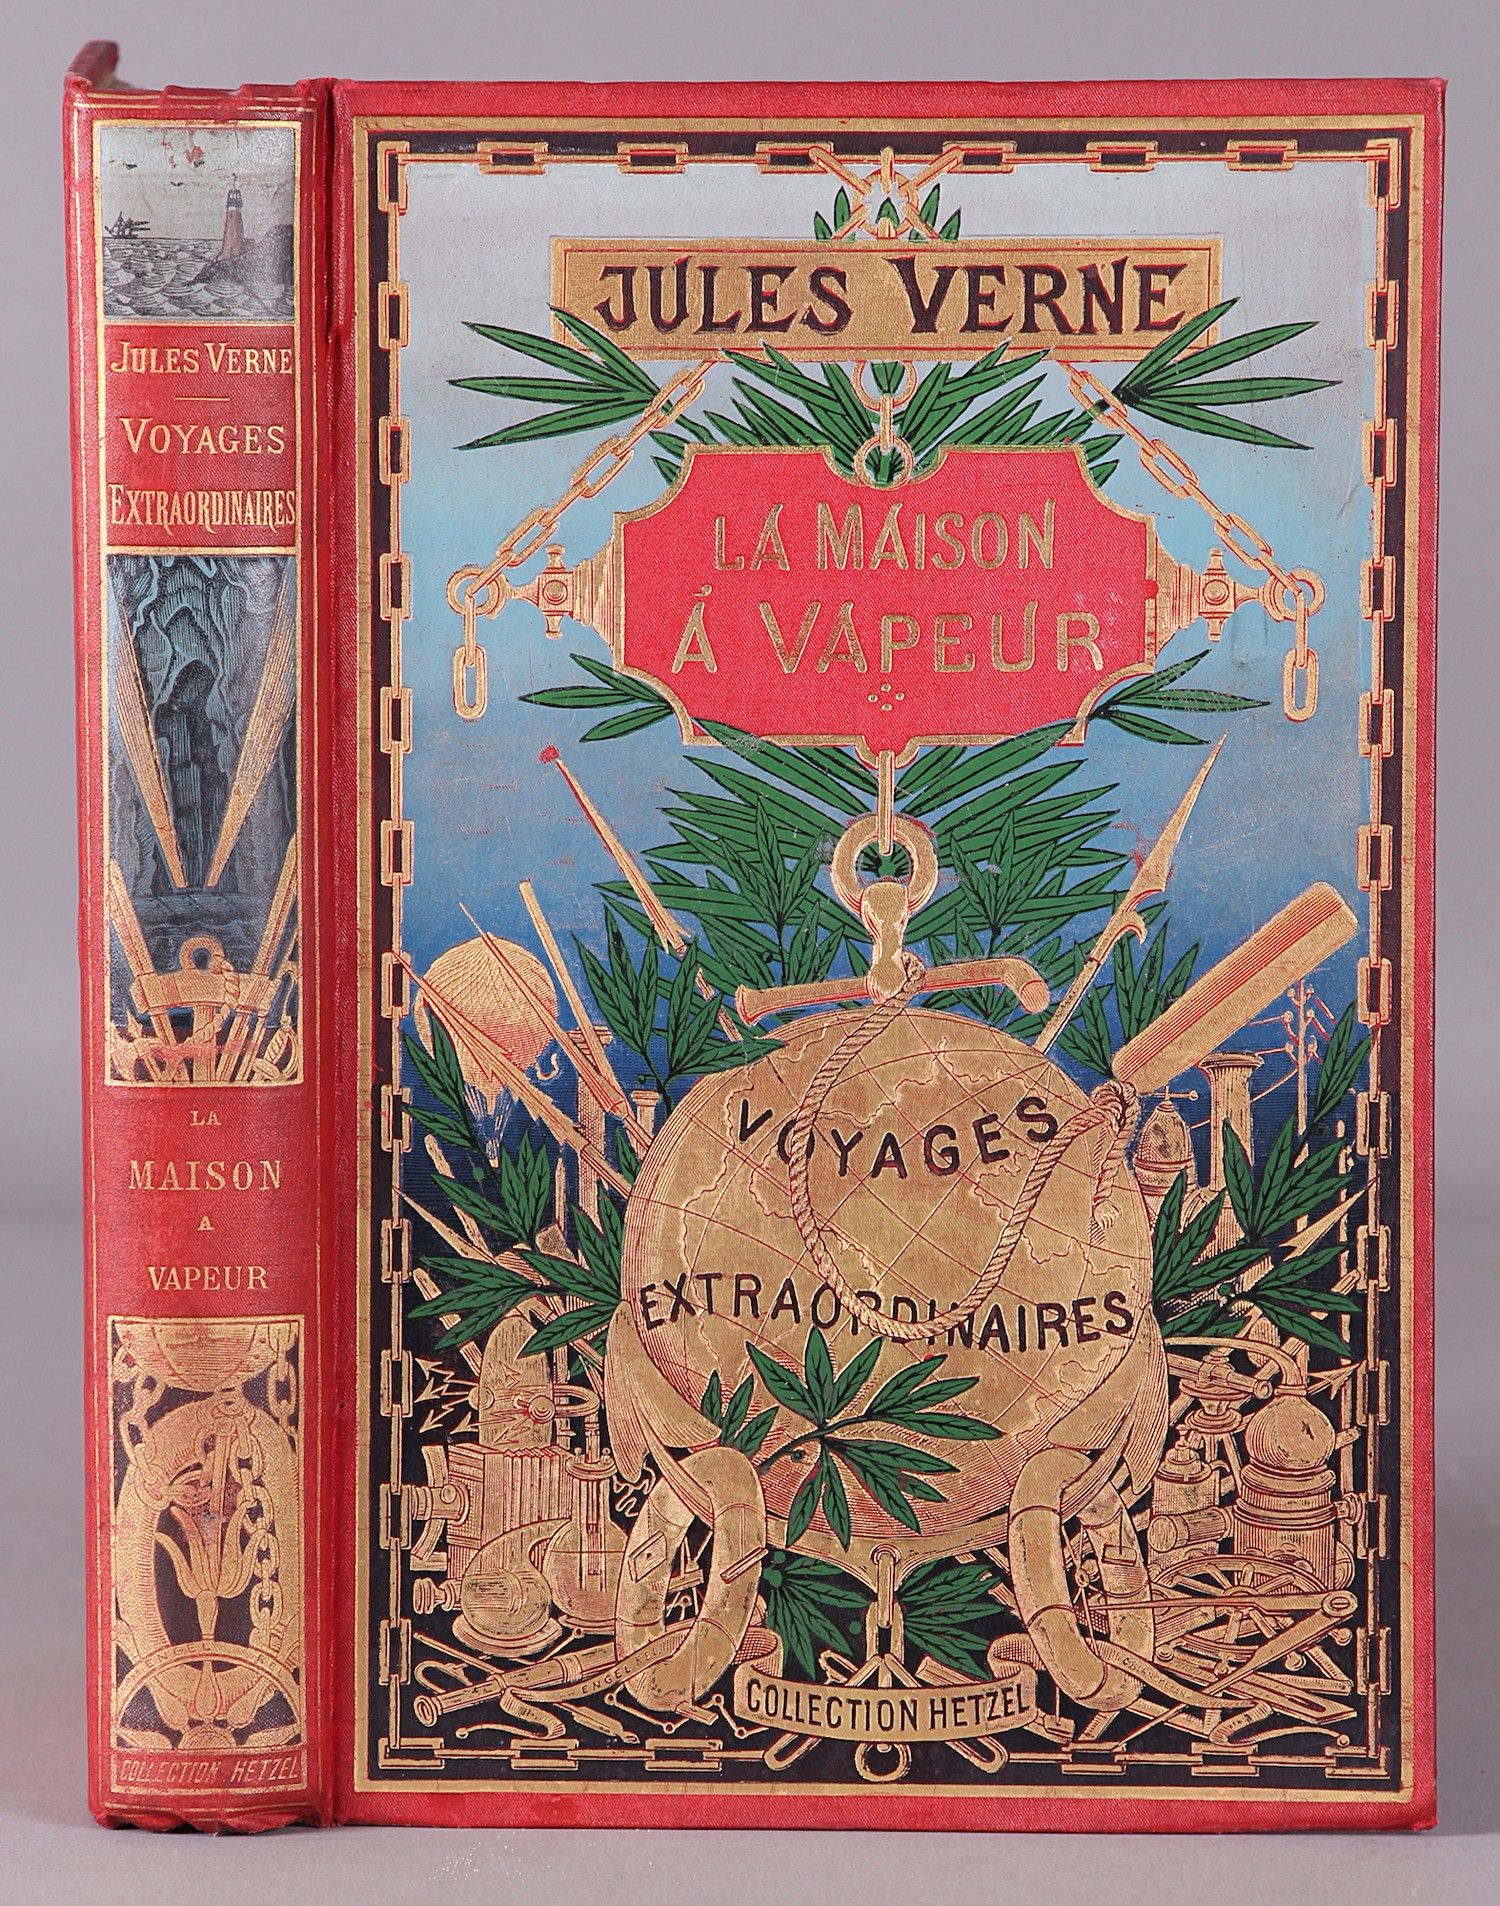 JULES VERNE
VOYAGES
EXTRAORDINAIRES
LA
MAISON
A
VAPEUR
COLLECTION HETZEL
JULES VERNE
LA MAISON
À VAPEUR
VOYAGES
EXTRAORDINAIRES
COLLECTION HETZEL